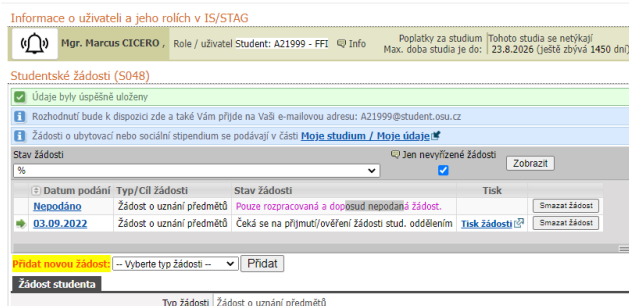 Informace o uživateli a jeho rolích v IS/STAG
Mgr. Marcus CICERO , Role / uživatel Student: A21999 - FFI Info Poplatky za studium Tohoto studia se netýkají
Max. doba studia je do: 23.8.2026 (ještě zbývá 1450 dní)
Studentské žádosti (S048)
Údaje byly úspěšně uloženy
Rozhodnutí bude k dispozici zde a také Vám přijde na Vaši e-mailovou adresu: A21999@student.osu.cz
Žádosti o ubytovací nebo sociální stipendium se podávají v části Moje studium / Moje údaje
Stav žádosti Jen nevyřízené žádosti
% Zobrazit
Datum podání Typ/Cíl žádosti Stav žádosti Tisk
Nepodáno Žádost o uznání předmětů Pouze rozpracovaná a doposud nepodaná žádost. Smazat žádost
03.09.2022 Žádost o uznání předmětů Čeká se na přijmutí/ověření žádosti stud. oddělením Tisk žádosti Smazat žádost
Přidat novou žádost: -- Vyberte typ žádosti -- Přidat
Žádost studenta
Typ žádosti Žádost o uznání předmětů